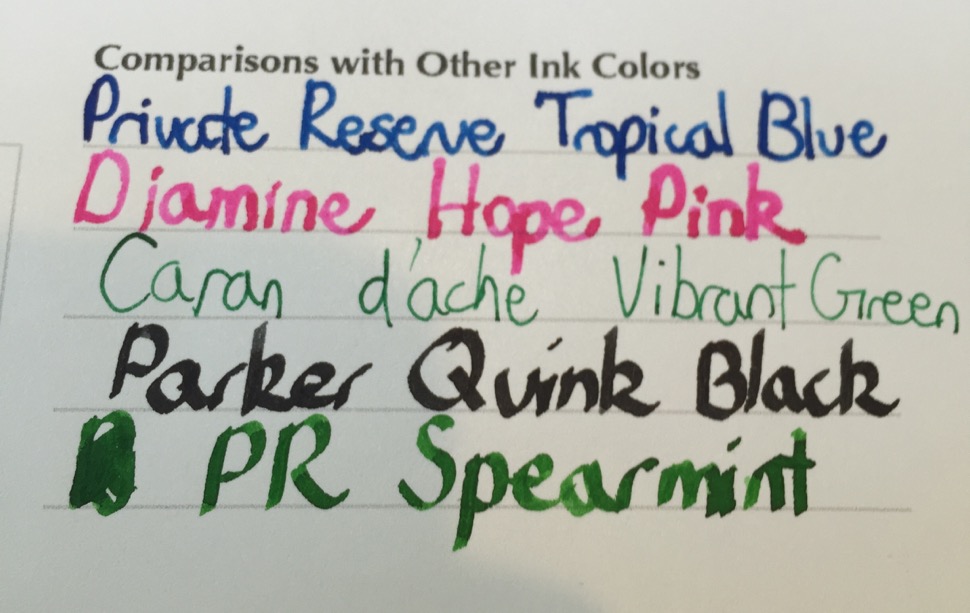 Comparisons with Other Ink Colors
Private Reserve Tropical Blue
Diamine Hope Pink
Caran d'ache Vibrant Green
Parker Quink Black
PR Spearmint